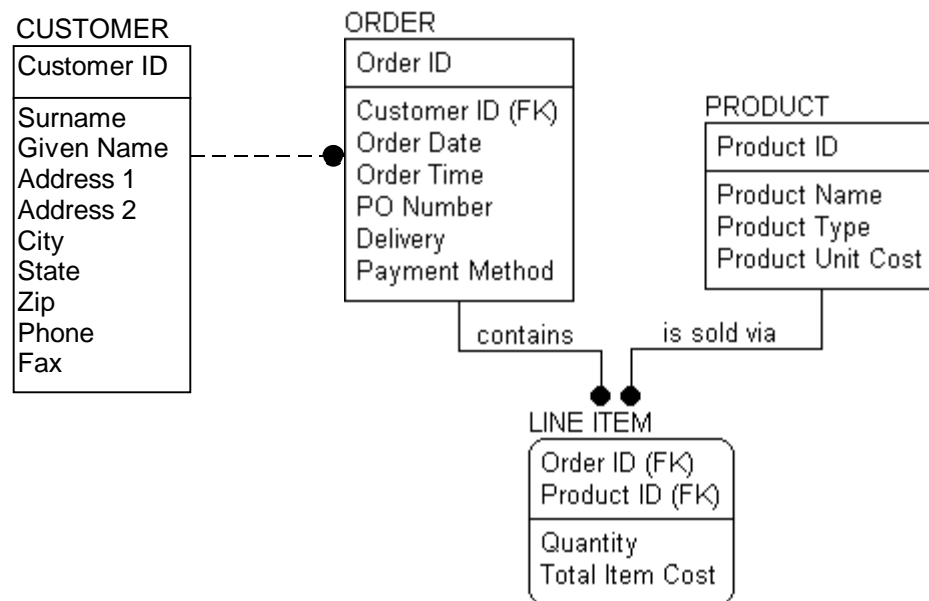 CUSTOMER
Customer ID
Surname
Given Name
Address 1
Address 2
City
State
Zip
Phone
Fax
ORDER
Order ID
Customer ID (FK)
Order Date
Order Time
PO Number
Delivery
Payment Method
PRODUCT
Product ID
Product Name
Product Type
Product Unit Cost
contains
is sold via
LINE ITEM
Order ID (FK)
Product ID (FK)
Quantity
Total Item Cost